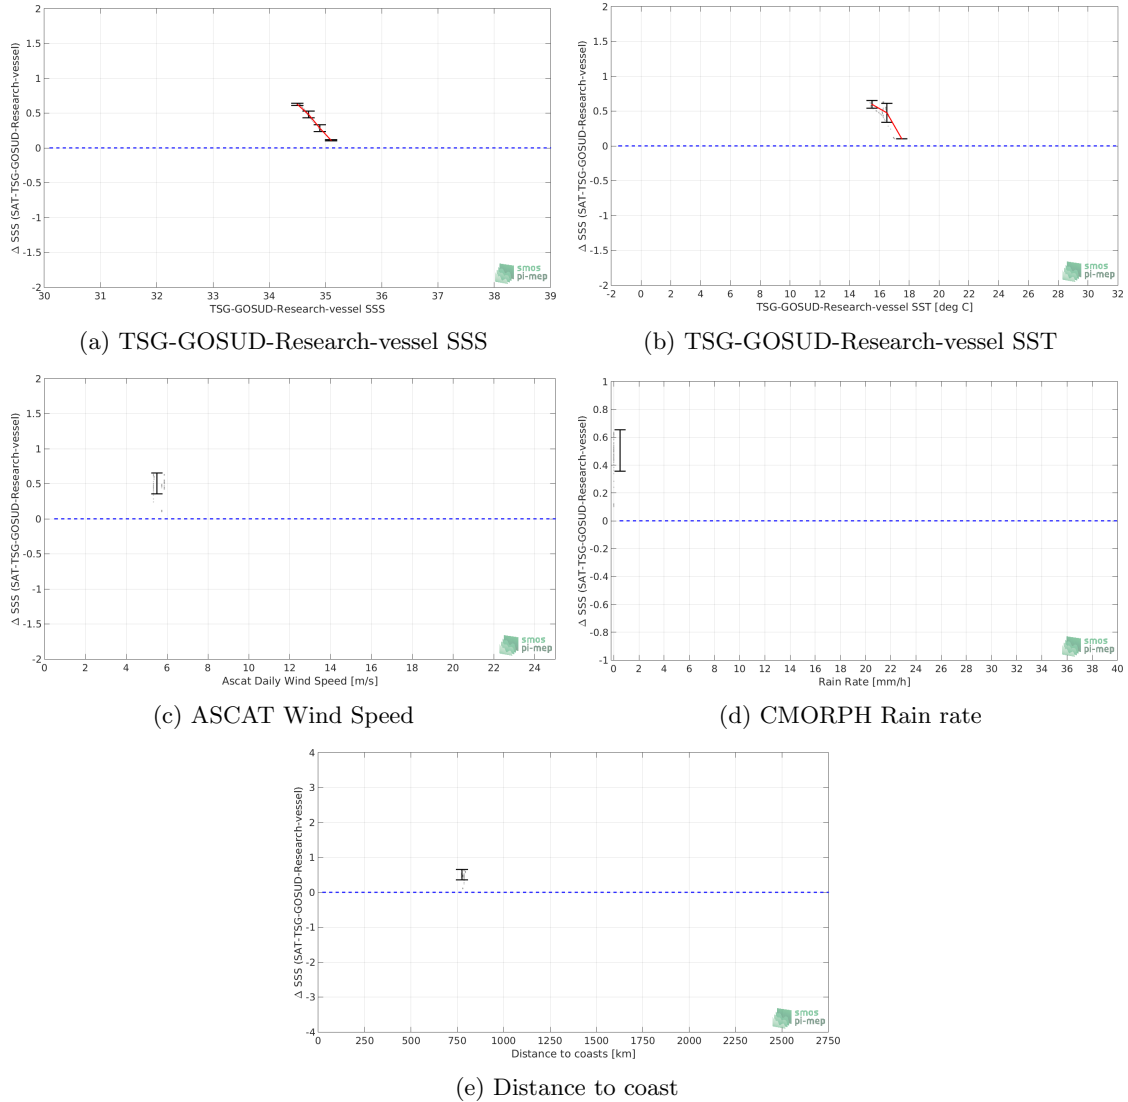 2
1.5
1
0.5
0
-0.5
-1
-1.5
-2
Δ SSS (SAT-TSG-GOSUD-Research-vessel)
30 31 32 33 34 35 36 37 38 39
TSG-GOSUD-Research-vessel SSS
smos
pi-mep
(a) TSG-GOSUD-Research-vessel SSS
2
1.5
1
0.5
0
-0.5
-1
-1.5
-2
Δ SSS (SAT-TSG-GOSUD-Research-vessel)
-2 0 2 4 6 8 10 12 14 16 18 20 22 24 26 28 30 32
TSG-GOSUD-Research-vessel SST [deg C]
smos
pi-mep
(b) TSG-GOSUD-Research-vessel SST
2
1.5
1
0.5
0
-0.5
-1
-1.5
-2
Δ SSS (SAT-TSG-GOSUD-Research-vessel)
0 2 4 6 8 10 12 14 16 18 20 22 24
Ascat Daily Wind Speed [m/s]
smos
pi-mep
(c) ASCAT Wind Speed
1
0.8
0.6
0.4
0.2
0
-0.2
-0.4
-0.6
-0.8
-1
Δ SSS (SAT-TSG-GOSUD-Research-vessel)
0 2 4 6 8 10 12 14 16 18 20 22 24 26 28 30 32 34 36 38 40
Rain Rate [mm/h]
smos
pi-mep
(d) CMORPH Rain rate
4
3
2
1
0
-1
-2
-3
-4
Δ SSS (SAT-TSG-GOSUD-Research-vessel)
0 250 500 750 1000 1250 1500 1750 2000 2250 2500 2750
Distance to coasts [km]
smos
pi-mep
(e) Distance to coast